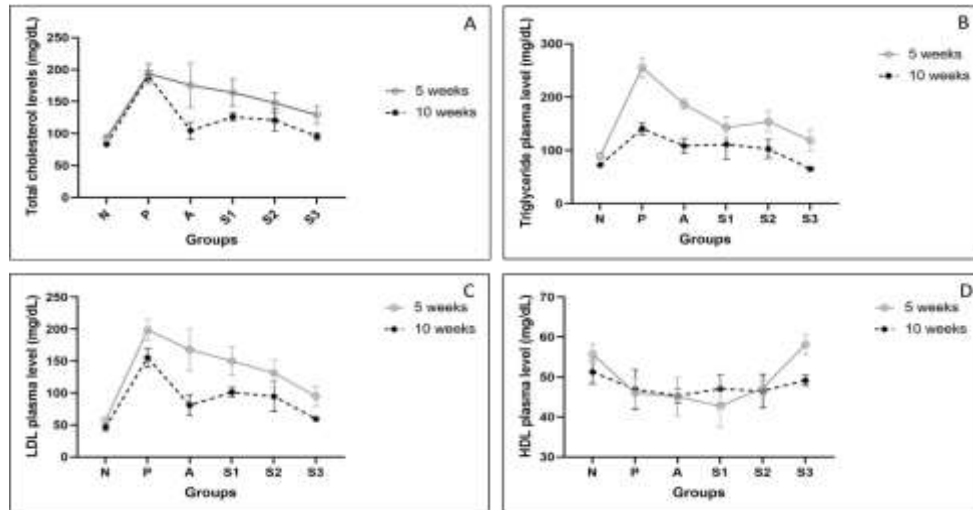 A
Total cholesterol levels (mg/dL)
250
200
150
100
50
0
N P A S1 S2 S3
Groups
5 weeks
10 weeks
B
Triglyceride plasma level (mg/dL)
300
200
100
0
N P A S1 S2 S3
Groups
5 weeks
10 weeks
C
LDL plasma level (mg/dL)
250
200
150
100
50
0
N P A S1 S2 S3
Groups
5 weeks
10 weeks
D
HDL plasma level (mg/dL)
70
60
50
40
30
N P A S1 S2 S3
Groups
5 weeks
10 weeks